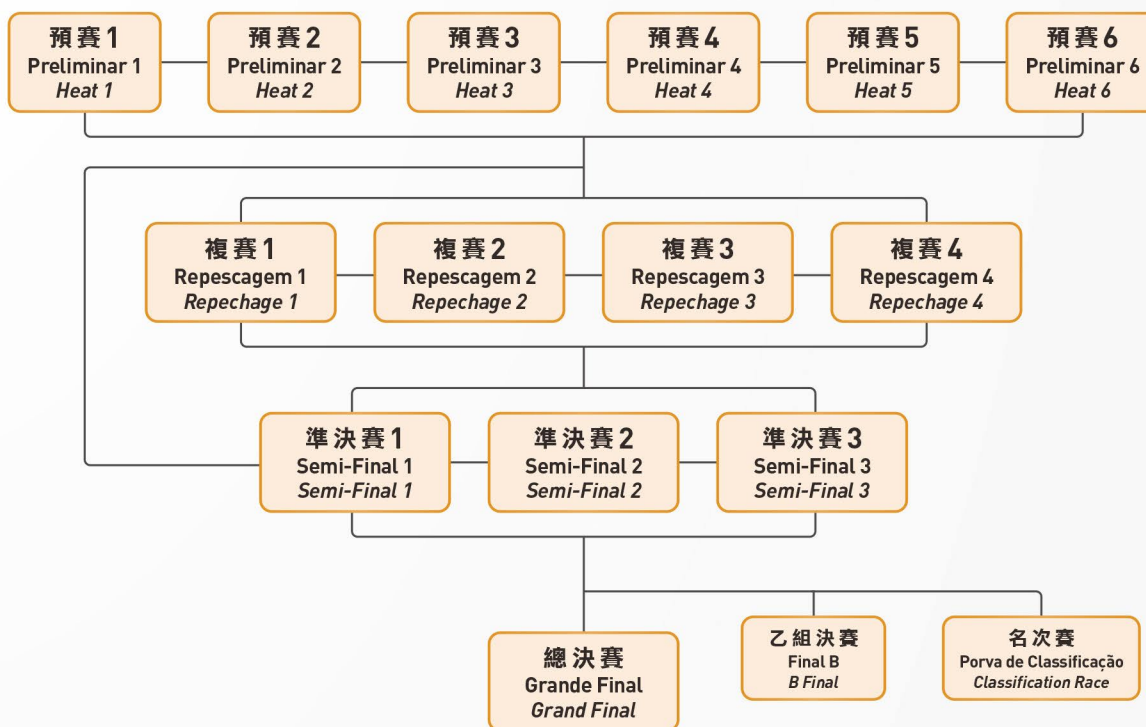 預賽1
Preliminar 1
Heat 1
預賽2
Preliminar 2
Heat 2
預賽3
Preliminar 3
Heat 3
預賽4
Preliminar 4
Heat 4
預賽5
Preliminar 5
Heat 5
預賽6
Preliminar 6
Heat 6
複賽1
Repescagem 1
Repechage 1
複賽2
Repescagem 2
Repechage 2
複賽3
Repescagem 3
Repechage 3
複賽4
Repescagem 4
Repechage 4
準決賽1
Semi-Final 1
Semi-Final 1
準決賽2
Semi-Final 2
Semi-Final 2
準決賽3
Semi-Final 3
Semi-Final 3
總決賽
Grande Final
Grand Final
乙組決賽
Final B
B Final
名次賽
Porva de Classificação
Classification Race